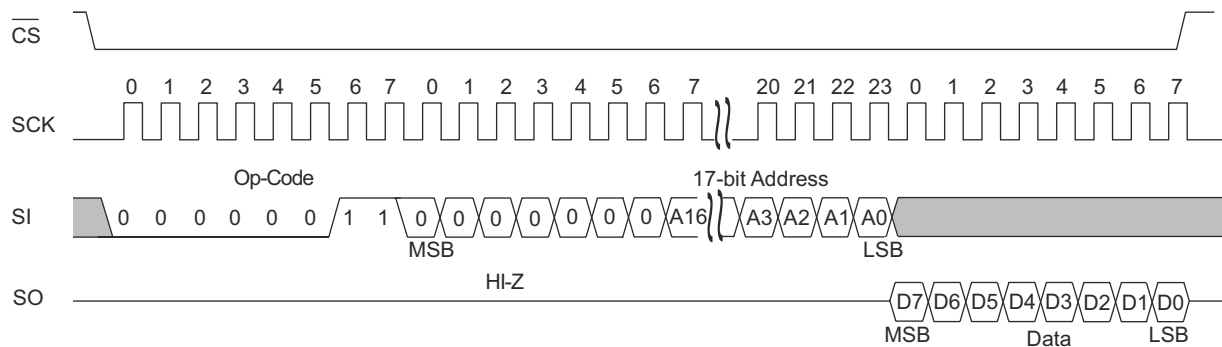 CS
0 1 2 3 4 5 6 7 0 1 2 3 4 5 6 7 20 21 22 23 0 1 2 3 4 5 6 7
SCK
Op-Code 17-bit Address
SI 0 0 0 0 0 0 1 1 0 0 0 0 0 0 0 A16 A3 A2 A1 A0
MSB LSB
HI-Z
SO D7 D6 D5 D4 D3 D2 D1 D0
MSB Data LSB